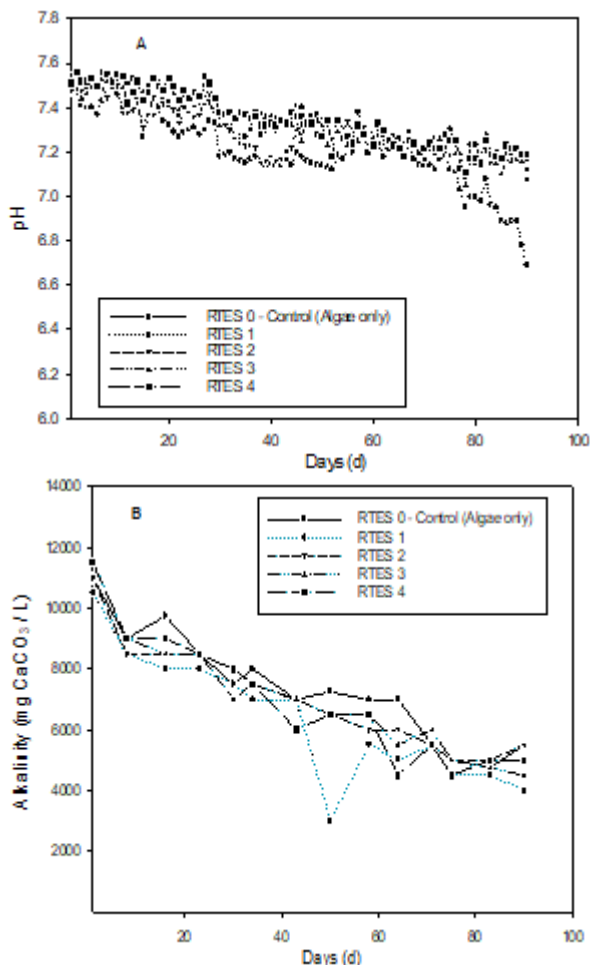 7.8
A
7.6
7.4
7.2
7.0
pH
6.8
6.6
6.4
6.2
6.0
RTES 0 - Control (Algae only)
RTES 1
RTES 2
RTES 3
RTES 4
20 40 60 80 100
Days (d)
14000
B
12000
10000
8000
6000
4000
2000
Alkalinity (mg CaCO₃ / L)
RTES 0 - Control (Algae only)
RTES 1
RTES 2
RTES 3
RTES 4
20 40 60 80 100
Days (d)